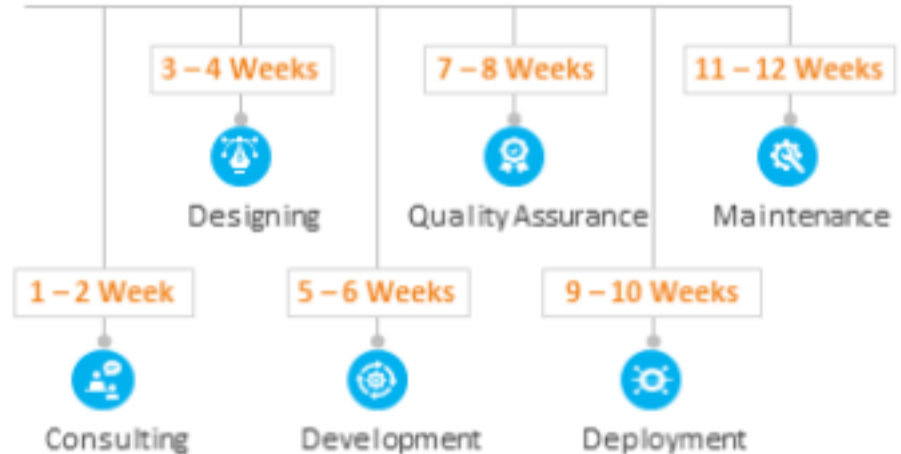 3 – 4 Weeks
7 – 8 Weeks
11 – 12 Weeks
Designing
Quality Assurance
Maintenance
1 – 2 Week
5 – 6 Weeks
9 – 10 Weeks
Consulting
Development
Deployment